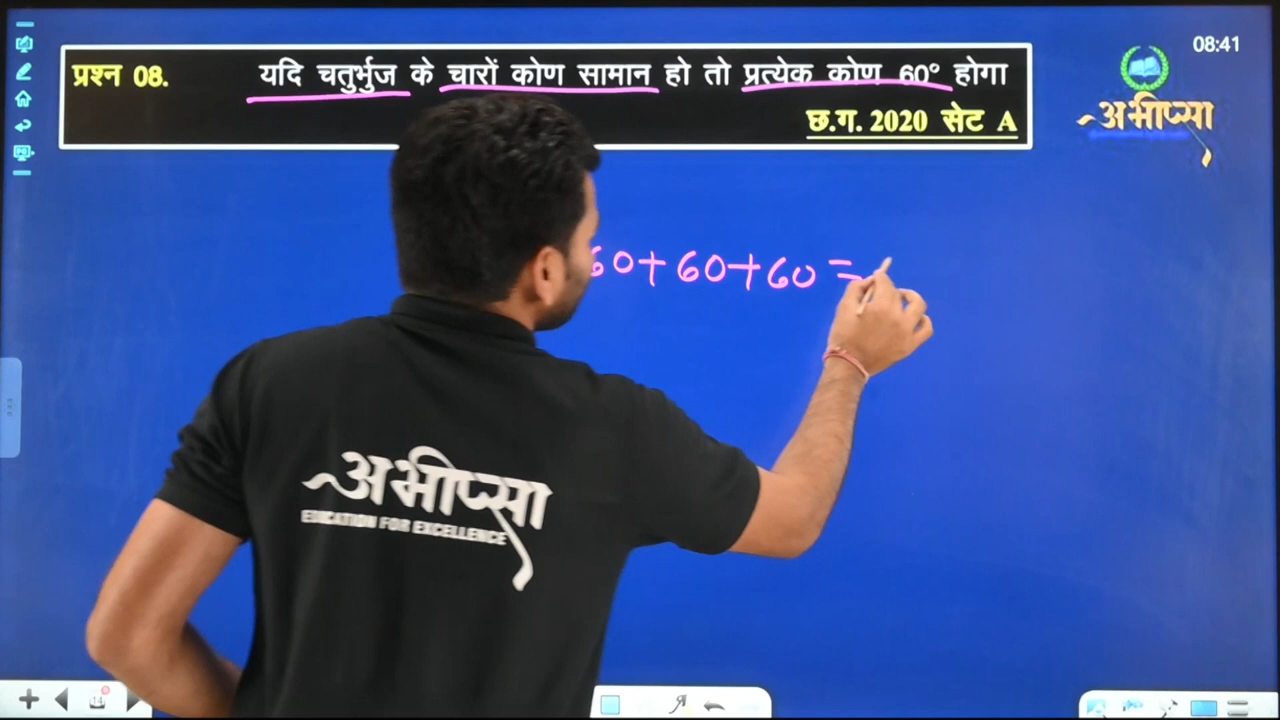 08:41
प्रश्न 08. यदि चतुर्भुज के चारों कोण सामान हो तो प्रत्येक कोण 60° होगा
छ.ग. 2020 सेट A
अभीप्सा
60+60+60=
अभीप्सा
EDUCATION FOR EXCELLENCE